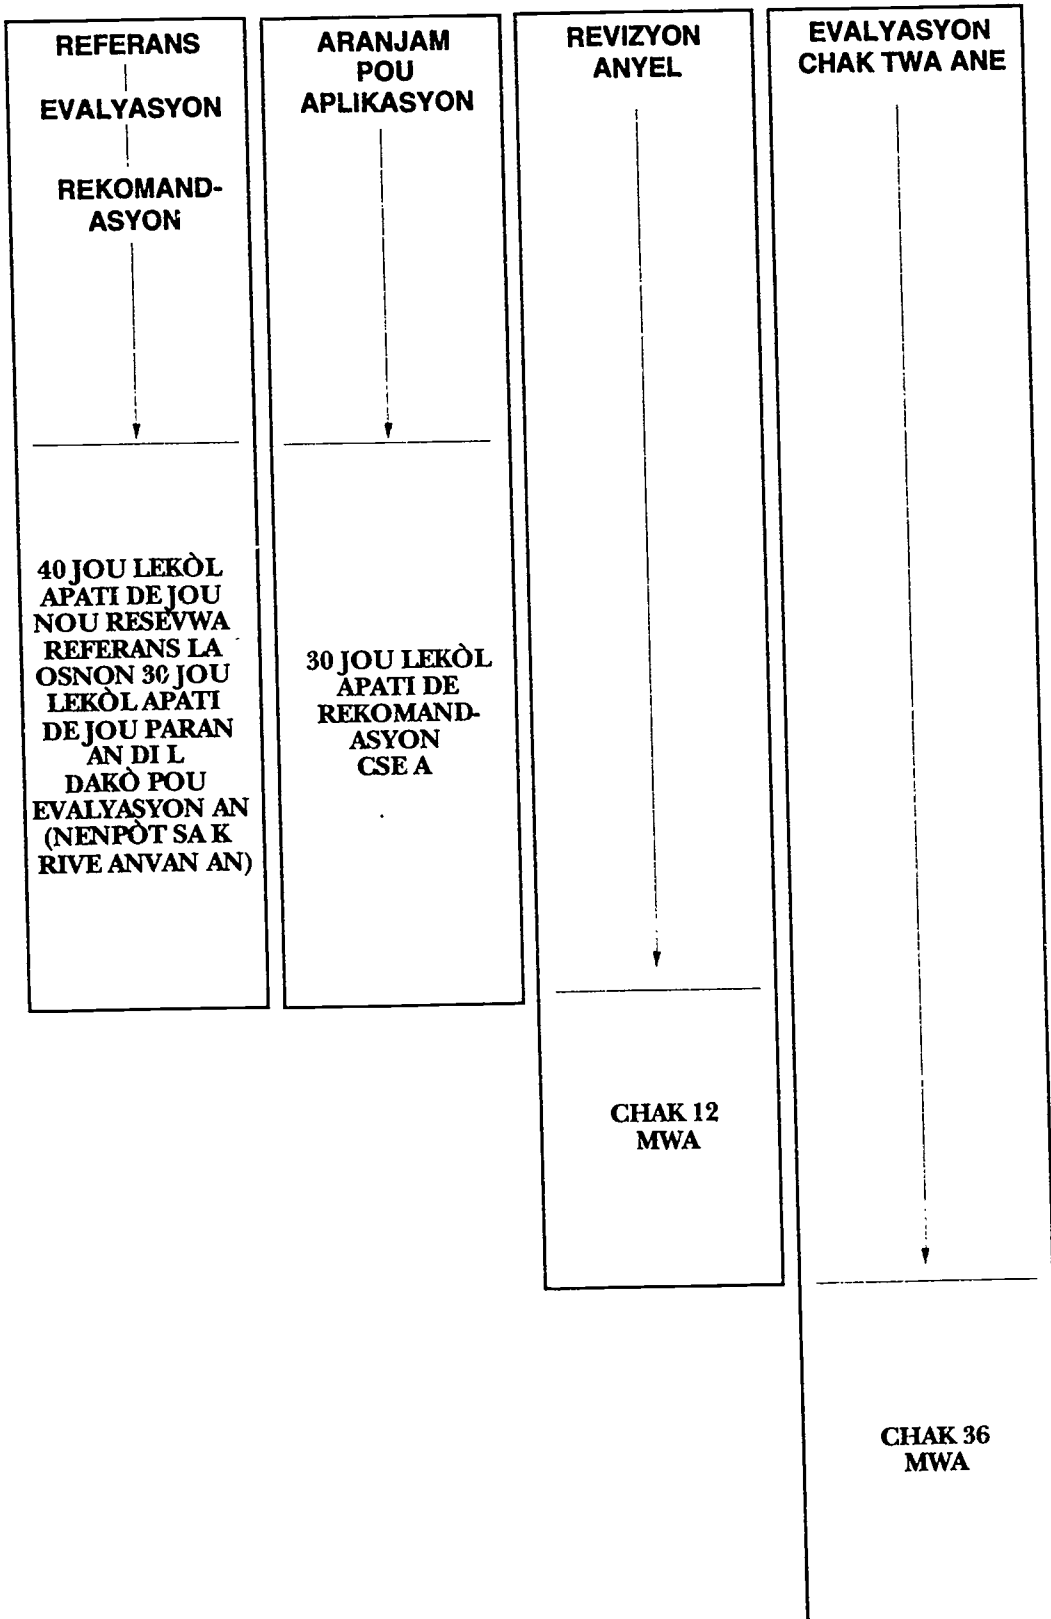 REFERANS
EVALYASYON
REKOMAND-
ASYON
40 JOU LEKÒL
APATI DE JOU
NOU RESEVWA
REFERANS LA
OSNON 30 JOU
LEKÒL APATI
DE JOU PARAN
AN DI L
DAKÒ POU
EVALYASYON AN
(NENPÒT SA K
RIVE ANVAN AN)
ARANJAM
POU
APLIKASYON
30 JOU LEKÒL
APATI DE
REKOMAND-
ASYON
CSE A
REVIZYON
ANYEL
CHAK 12
MWA
EVALYASYON
CHAK TWA ANE
CHAK 36
MWA